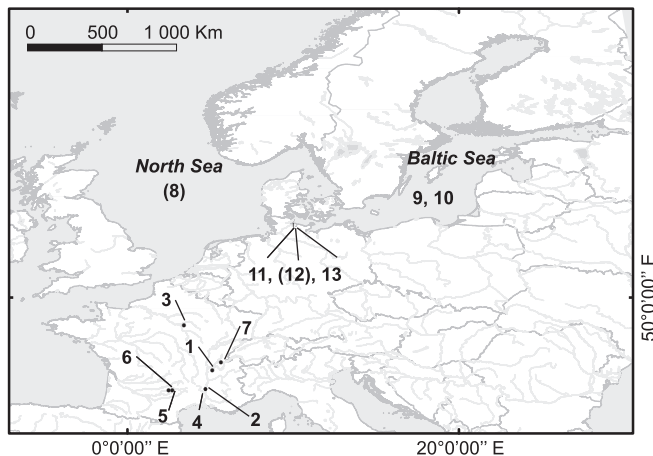 0 500 1 000 Km
North Sea
(8)
Baltic Sea
9, 10
11, (12), 13
3
7
1
6
5
4
2
50°0'00'' E
0°0'00'' E
20°0'00'' E